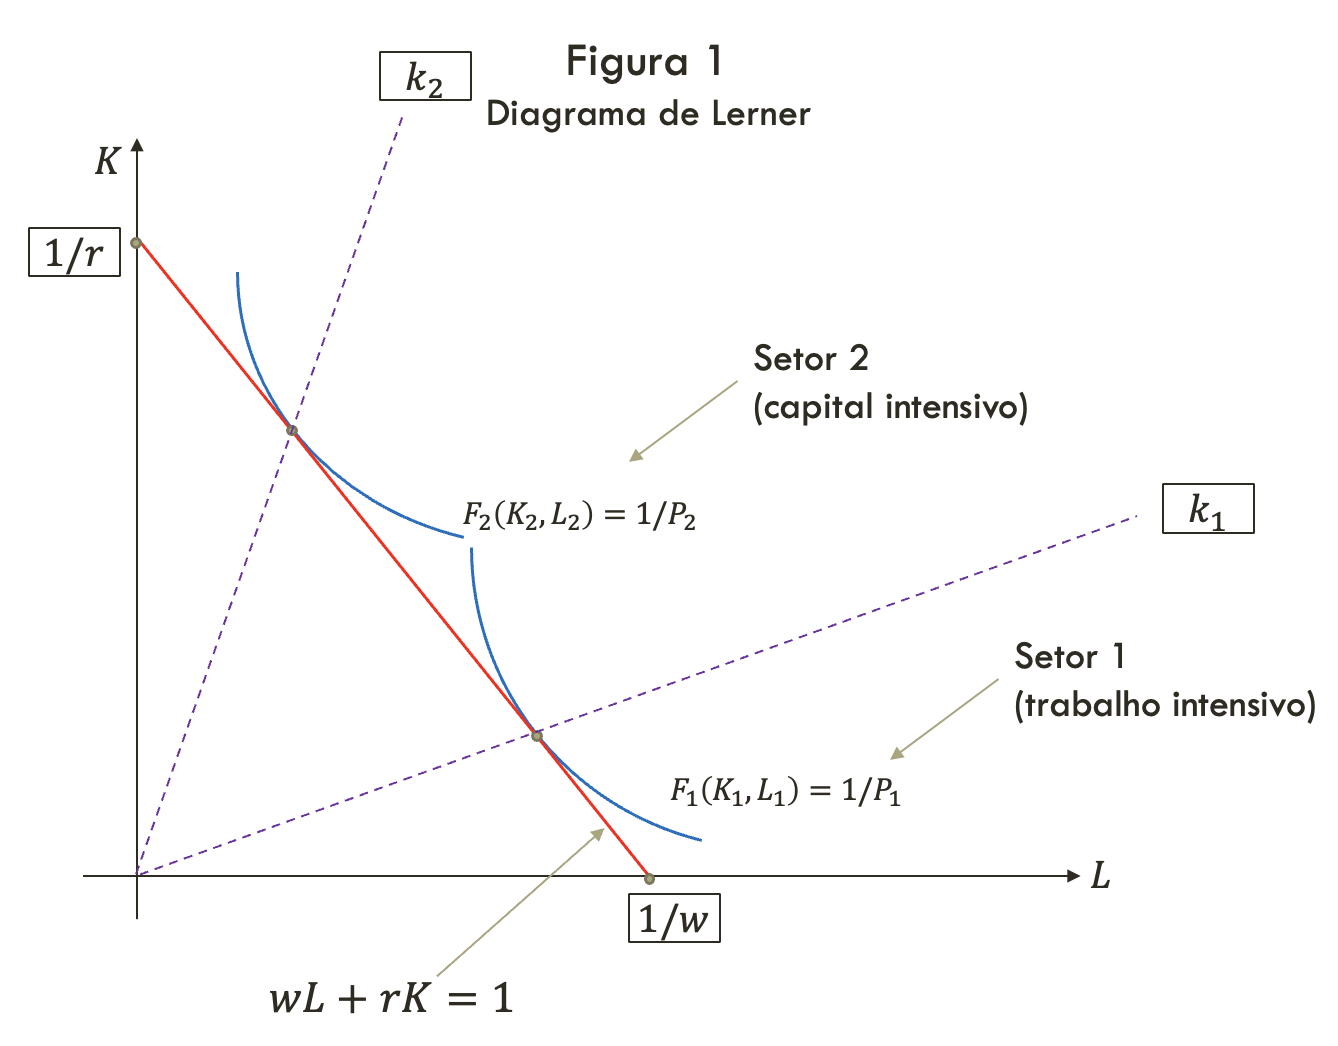 Figura 1
Diagrama de Lerner
k₂
K
1/r
Setor 2
(capital intensivo)
F₂(K₂, L₂) = 1/P₂
k₁
Setor 1
(trabalho intensivo)
F₁(K₁, L₁) = 1/P₁
L
1/w
wL + rK = 1